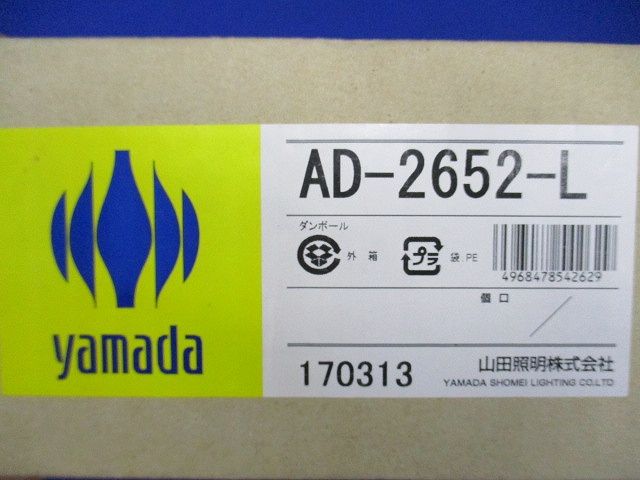 yamada
AD-2652-L
ダンボール
外箱
プラ
袋.PE
4968478542629
個口
170313
山田照明株式会社
YAMADA SHOMEI LIGHTING CO.LTD